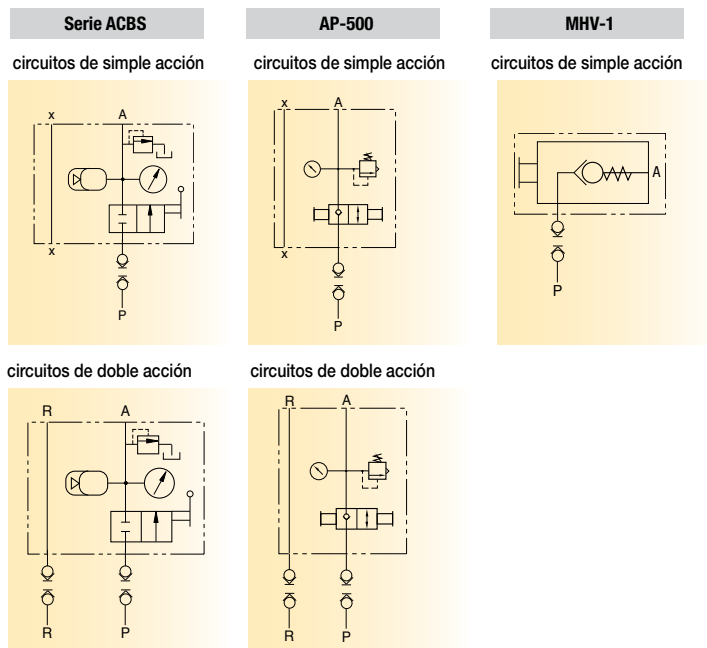 Serie ACBS
AP-500
MHV-1
circuitos de simple acción
circuitos de simple acción
circuitos de simple acción
x
A
x
P
x
A
x
P
A
P
circuitos de doble acción
circuitos de doble acción
R
A
R
P
R
A
R
P